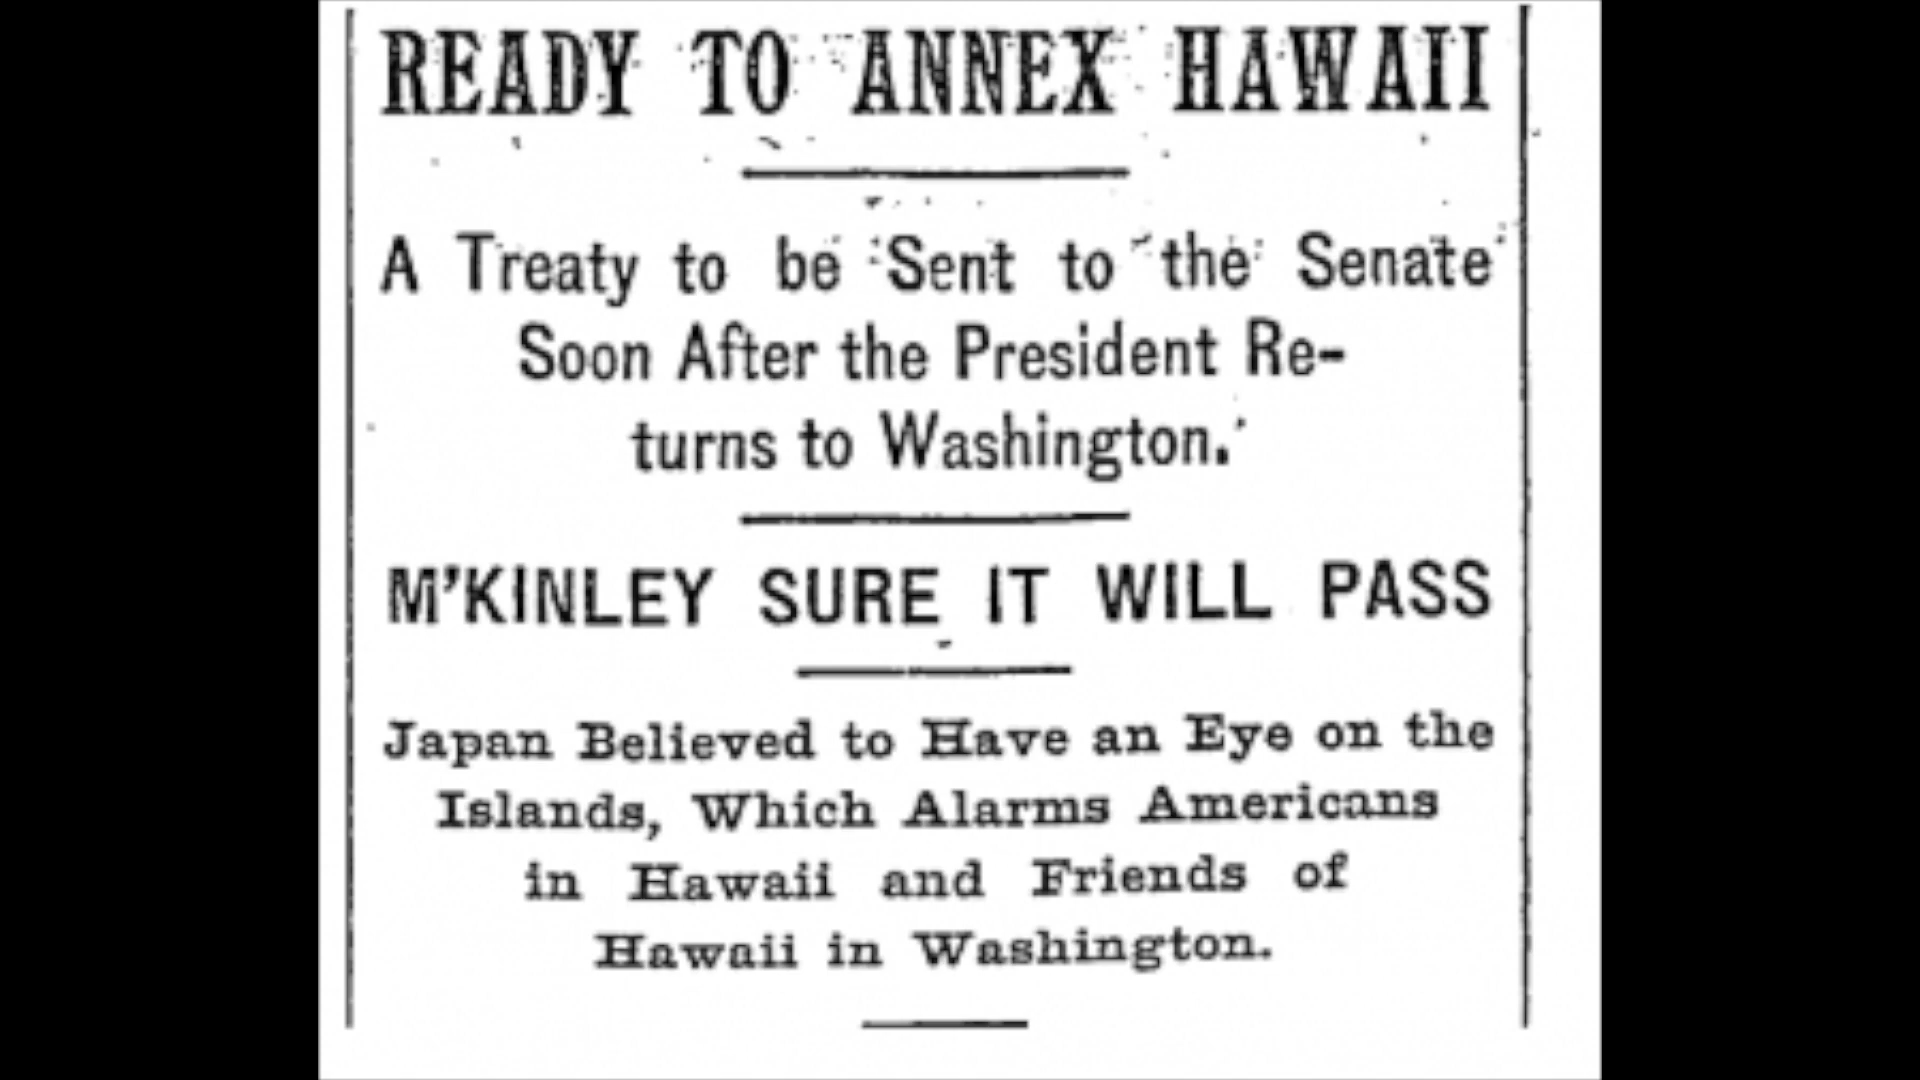 READY TO ANNEX HAWAII
A Treaty to be Sent to the Senate
Soon After the President Re-
turns to Washington.
M'KINLEY SURE IT WILL PASS
Japan Believed to Have an Eye on the
Islands, Which Alarms Americans
in Hawaii and Friends of
Hawaii in Washington.